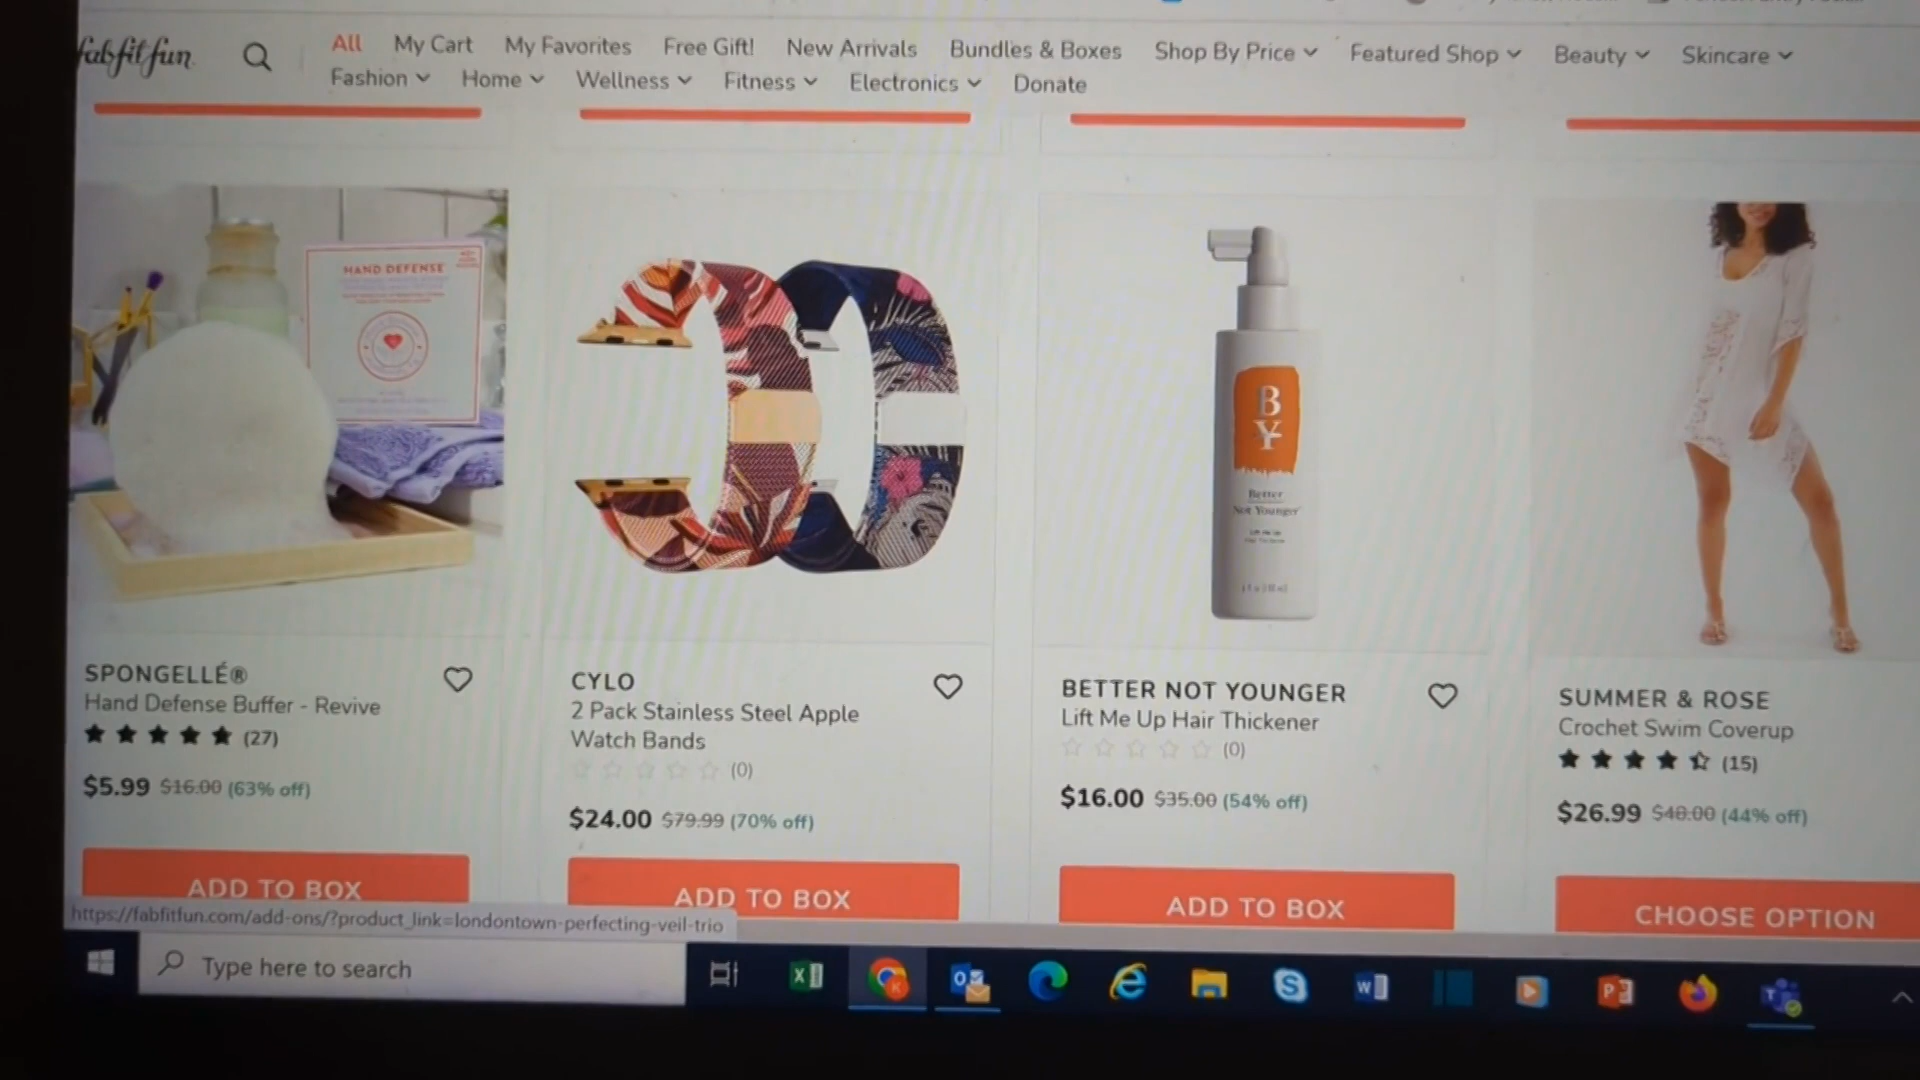 fabfitfun
All My Cart My Favorites Free Gift! New Arrivals Bundles & Boxes Shop By Price Featured Shop Beauty Skincare
Fashion Home Wellness Fitness Electronics Donate
HAND DEFENSE
BY
Better
Not Younger
SPONGELLÉ®
Hand Defense Buffer - Revive
(27)
$5.99 $16.00 (63% off)
ADD TO BOX
CYLO
2 Pack Stainless Steel Apple
Watch Bands
(0)
$24.00 $79.99 (70% off)
ADD TO BOX
BETTER NOT YOUNGER
Lift Me Up Hair Thickener
(0)
$16.00 $35.00 (54% off)
ADD TO BOX
SUMMER & ROSE
Crochet Swim Coverup
(15)
$26.99 $48.00 (44% off)
CHOOSE OPTION
https://fabfitfun.com/add-ons/?product_link=londontown-perfecting-veil-trio
Type here to search